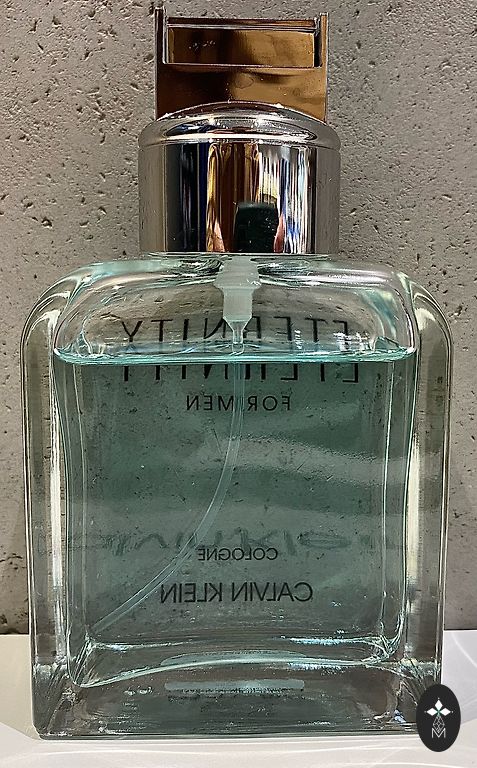 ETERNITY
FOR MEN
COLOGNE
CALVIN KLEIN